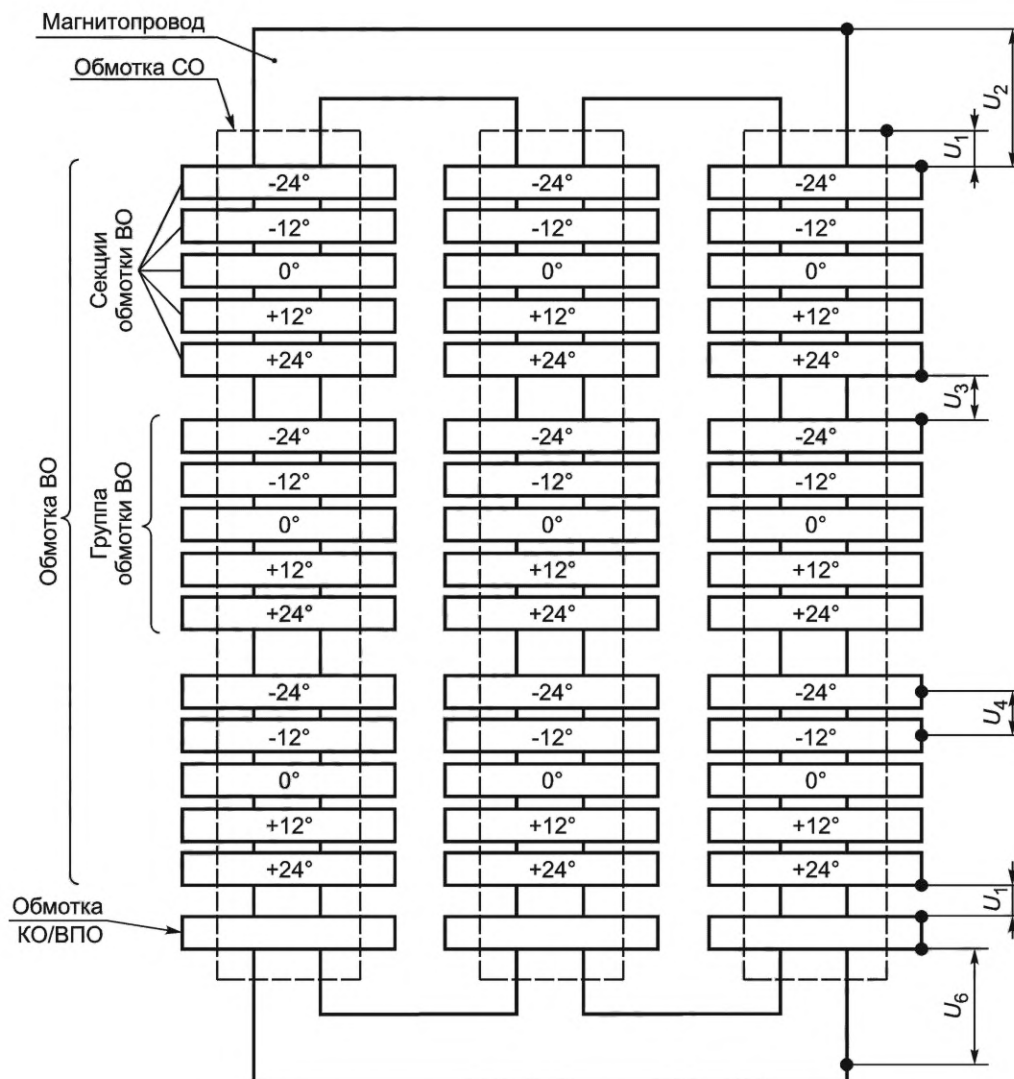 Магнитопровод
Обмотка СО
U2
U1
-24° -24° -24°
-12° -12° -12°
0° 0° 0°
+12° +12° +12°
+24° +24° +24°
Секции
обмотки ВО
U3
-24° -24° -24°
-12° -12° -12°
0° 0° 0°
+12° +12° +12°
+24° +24° +24°
Обмотка ВО
Группа
обмотки ВО
-24° -24° -24°
-12° -12° -12°
0° 0° 0°
+12° +12° +12°
+24° +24° +24°
U4
U1
Обмотка
КО/ВПО
U6